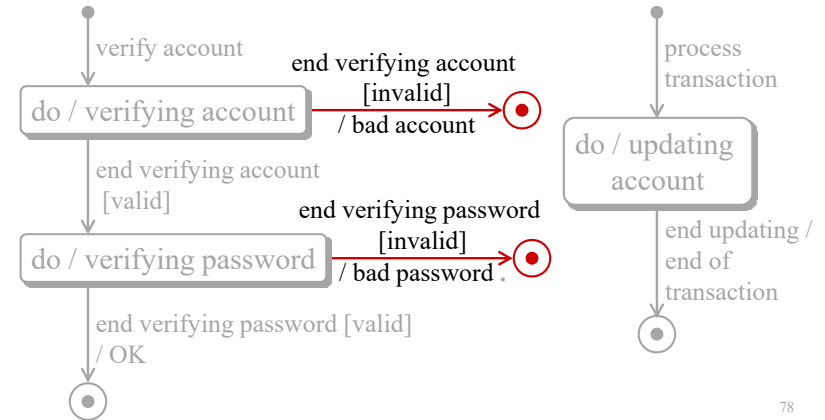 verify account
do / verifying account
end verifying account
[invalid]
/ bad account
end verifying account
[valid]
do / verifying password
end verifying password
[invalid]
/ bad password .
end verifying password [valid]
/ OK
process
transaction
do / updating
account
end updating /
end of
transaction
78